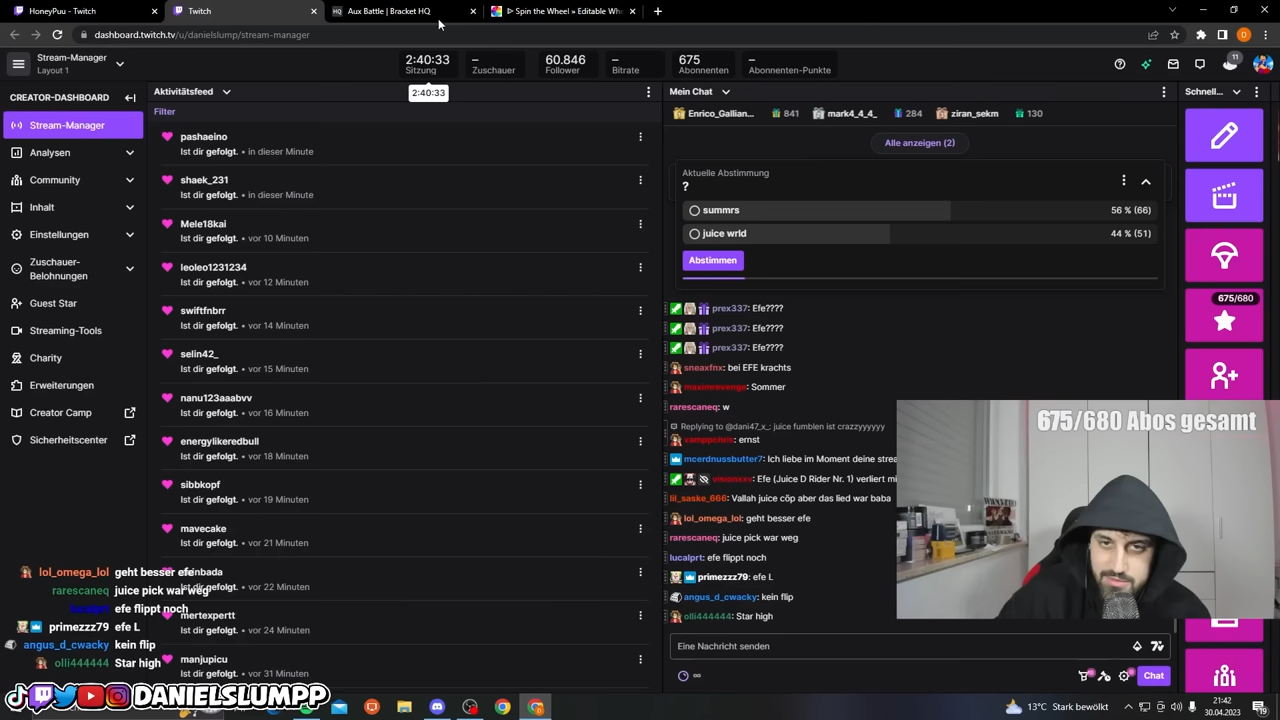 HoneyPuu - Twitch
Twitch
Aux Battle | Bracket HQ
Spin the Wheel » Editable Whe
dashboard.twitch.tv/u/danielslump/stream-manager
Stream-Manager
Layout 1
2:40:33
Sitzung
–
Zuschauer
60.846
Follower
–
Bitrate
675
Abonnenten
–
Abonnenten-Punkte
11
2:40:33
CREATOR-DASHBOARD
Stream-Manager
Analysen
Community
Inhalt
Einstellungen
Zuschauer-
Belohnungen
Guest Star
Streaming-Tools
Charity
Erweiterungen
Creator Camp
Sicherheitscenter
Aktivitätsfeed
Filter
pashaeino
Ist dir gefolgt. • in dieser Minute
shaek_231
Ist dir gefolgt. • in dieser Minute
Mele18kai
Ist dir gefolgt. • vor 10 Minuten
leoleo1231234
Ist dir gefolgt. • vor 12 Minuten
swiftfnbrr
Ist dir gefolgt. • vor 14 Minuten
selin42_
Ist dir gefolgt. • vor 15 Minuten
nanu123aaabvv
Ist dir gefolgt. • vor 16 Minuten
energylikeredbull
Ist dir gefolgt. • vor 18 Minuten
sibbkopf
Ist dir gefolgt. • vor 19 Minuten
mavecake
Ist dir gefolgt. • vor 21 Minuten
Ist dir gefolgt. • vor 22 Minuten
mertexpertt
Ist dir gefolgt. • vor 24 Minuten
manjupicu
Ist dir gefolgt. • vor 31 Minuten
Mein Chat
Enrico_Gallian... 841
mark4_4_4_ 284
ziran_sekm 130
Alle anzeigen (2)
Aktuelle Abstimmung
?
summrs 56 % (66)
juice wrld 44 % (51)
Abstimmen
prex337: Efe????
prex337: Efe????
prex337: Efe????
sneaxfnx: bei EFE krachts
maximrevenge: Sommer
rarescaneq: w
Replying to @dani47_x_: juice fumblen ist crazyyyyyy
vamppchris: ernst
mcerdnussbutter7: Ich liebe im Moment deine strea
visionxxv: Efe (Juice D Rider Nr. 1) verliert mi
lil_saske_666: Vallah juice cöp aber das lied war baba
lol_omega_lol: geht besser efe
rarescaneq: juice pick war weg
lucalprt: efe flippt noch
primezzz79: efe L
angus_d_cwacky: kein flip
olli444444: Star high
Eine Nachricht senden
Chat
Schnell...
675/680
675/680 Abos gesamt
lol_omega_lol geht besser efe
rarescaneq juice pick war weg
lucalprt efe flippt noch
primezzz79 efe L
angus_d_cwacky kein flip
olli444444 Star high
DANIELSLUMPP
13°C Stark bewölkt
21:42
30.04.2023
19